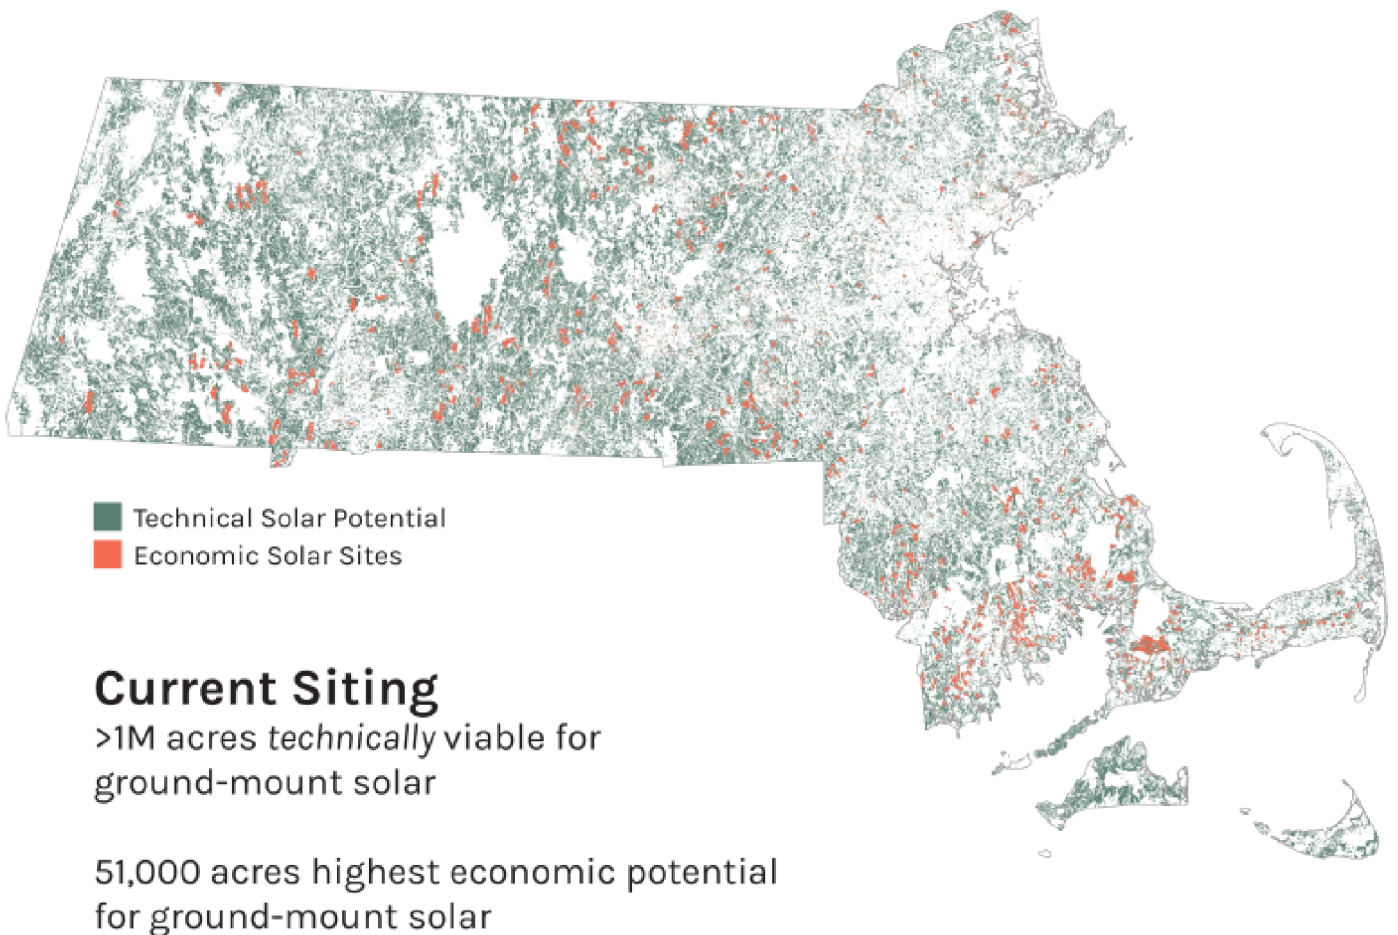 Technical Solar Potential
Economic Solar Sites
Current Siting
>1M acres technically viable for
ground-mount solar
51,000 acres highest economic potential
for ground-mount solar